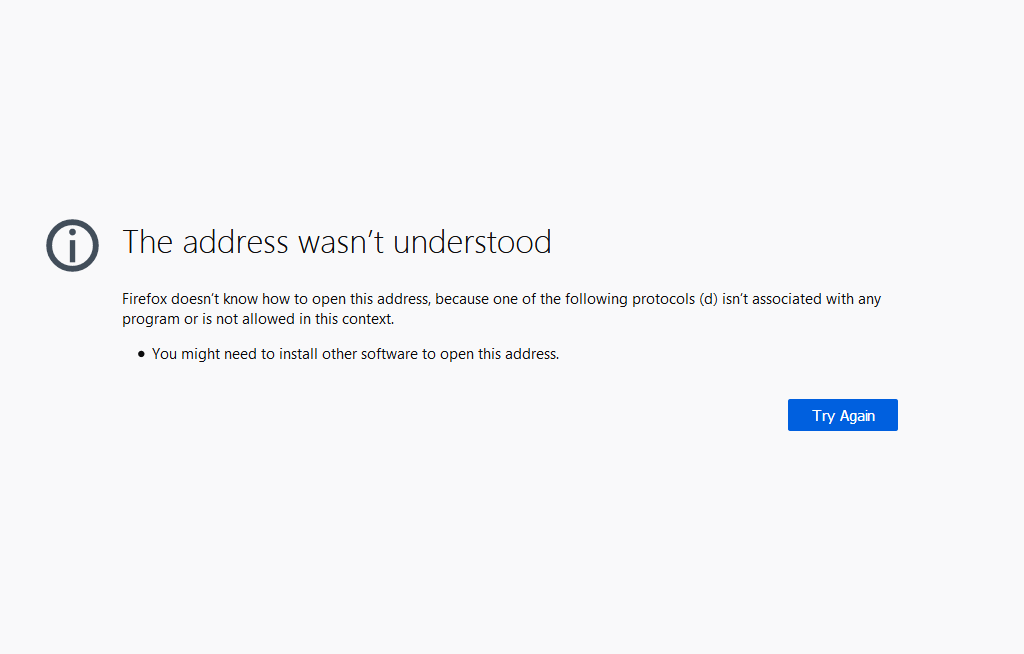 The address wasn’t understood
Firefox doesn’t know how to open this address, because one of the following protocols (d) isn’t associated with any
program or is not allowed in this context.
• You might need to install other software to open this address.
Try Again